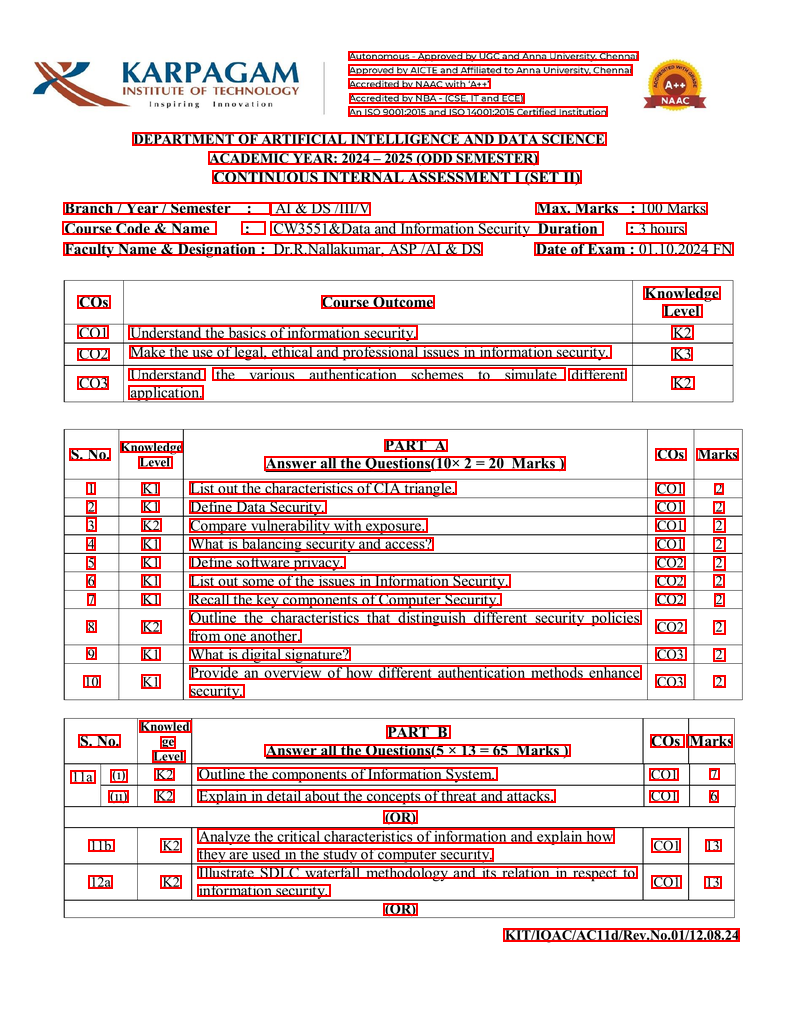 KARPAGAM
INSTITUTE OF TECHNOLOGY
Inspiring Innovation
Autonomous - Approved by UGC and Anna University, Chennai
Approved by AICTE and Affiliated to Anna University, Chennai
Accredited by NAAC with 'A++'
Accredited by NBA - (CSE, IT and ECE)
An ISO 9001:2015 and ISO 14001:2015 Certified Institution
ACCREDITED WITH GRADE
A++
NAAC
DEPARTMENT OF ARTIFICIAL INTELLIGENCE AND DATA SCIENCE
ACADEMIC YEAR: 2024 – 2025 (ODD SEMESTER)
CONTINUOUS INTERNAL ASSESSMENT I (SET II)
Branch / Year / Semester : AI & DS /III/V Max. Marks : 100 Marks
Course Code & Name : CW3551&Data and Information Security Duration : 3 hours
Faculty Name & Designation : Dr.R.Nallakumar, ASP /AI & DS Date of Exam : 01.10.2024 FN
COs Course Outcome Knowledge Level
CO1 Understand the basics of information security. K2
CO2 Make the use of legal, ethical and professional issues in information security. K3
CO3 Understand the various authentication schemes to simulate different application. K2
S. No. Knowledge Level PART A COs Marks
Answer all the Questions(10× 2 = 20 Marks )
1 K1 List out the characteristics of CIA triangle. CO1 2
2 K1 Define Data Security. CO1 2
3 K2 Compare vulnerability with exposure. CO1 2
4 K1 What is balancing security and access? CO1 2
5 K1 Define software privacy. CO2 2
6 K1 List out some of the issues in Information Security. CO2 2
7 K1 Recall the key components of Computer Security. CO2 2
8 K2 Outline the characteristics that distinguish different security policies from one another. CO2 2
9 K1 What is digital signature? CO3 2
10 K1 Provide an overview of how different authentication methods enhance security. CO3 2
S. No. Knowledge Level PART B COs Marks
Answer all the Questions(5 × 13 = 65 Marks )
11a (i) K2 Outline the components of Information System. CO1 7
(ii) K2 Explain in detail about the concepts of threat and attacks. CO1 6
(OR)
11b K2 Analyze the critical characteristics of information and explain how they are used in the study of computer security. CO1 13
12a K2 Illustrate SDLC waterfall methodology and its relation in respect to information security. CO1 13
(OR)
KIT/IQAC/AC11d/Rev.No.01/12.08.24